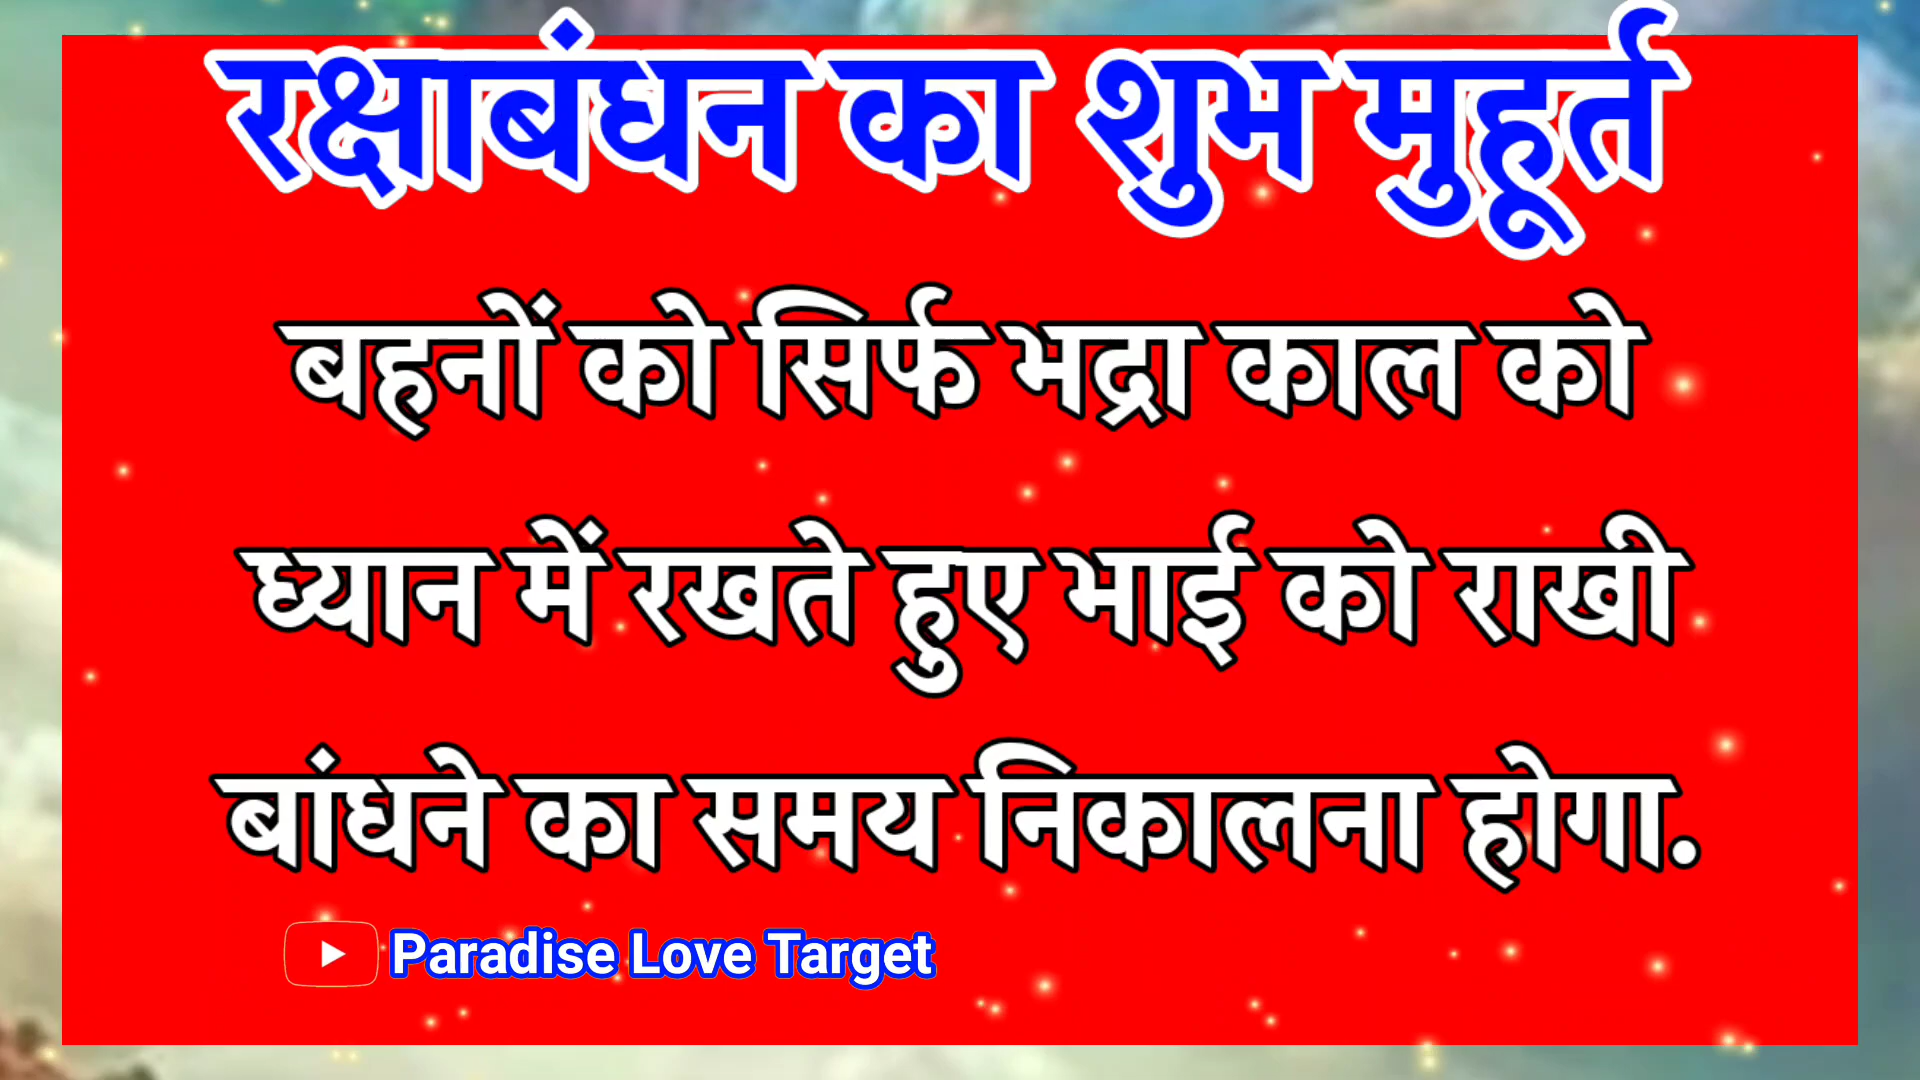 रक्षाबंधन का शुभ मुहूर्त
बहनों को सिर्फ भद्रा काल को
ध्यान में रखते हुए भाई को राखी
बांधने का समय निकालना होगा.
Paradise Love Target